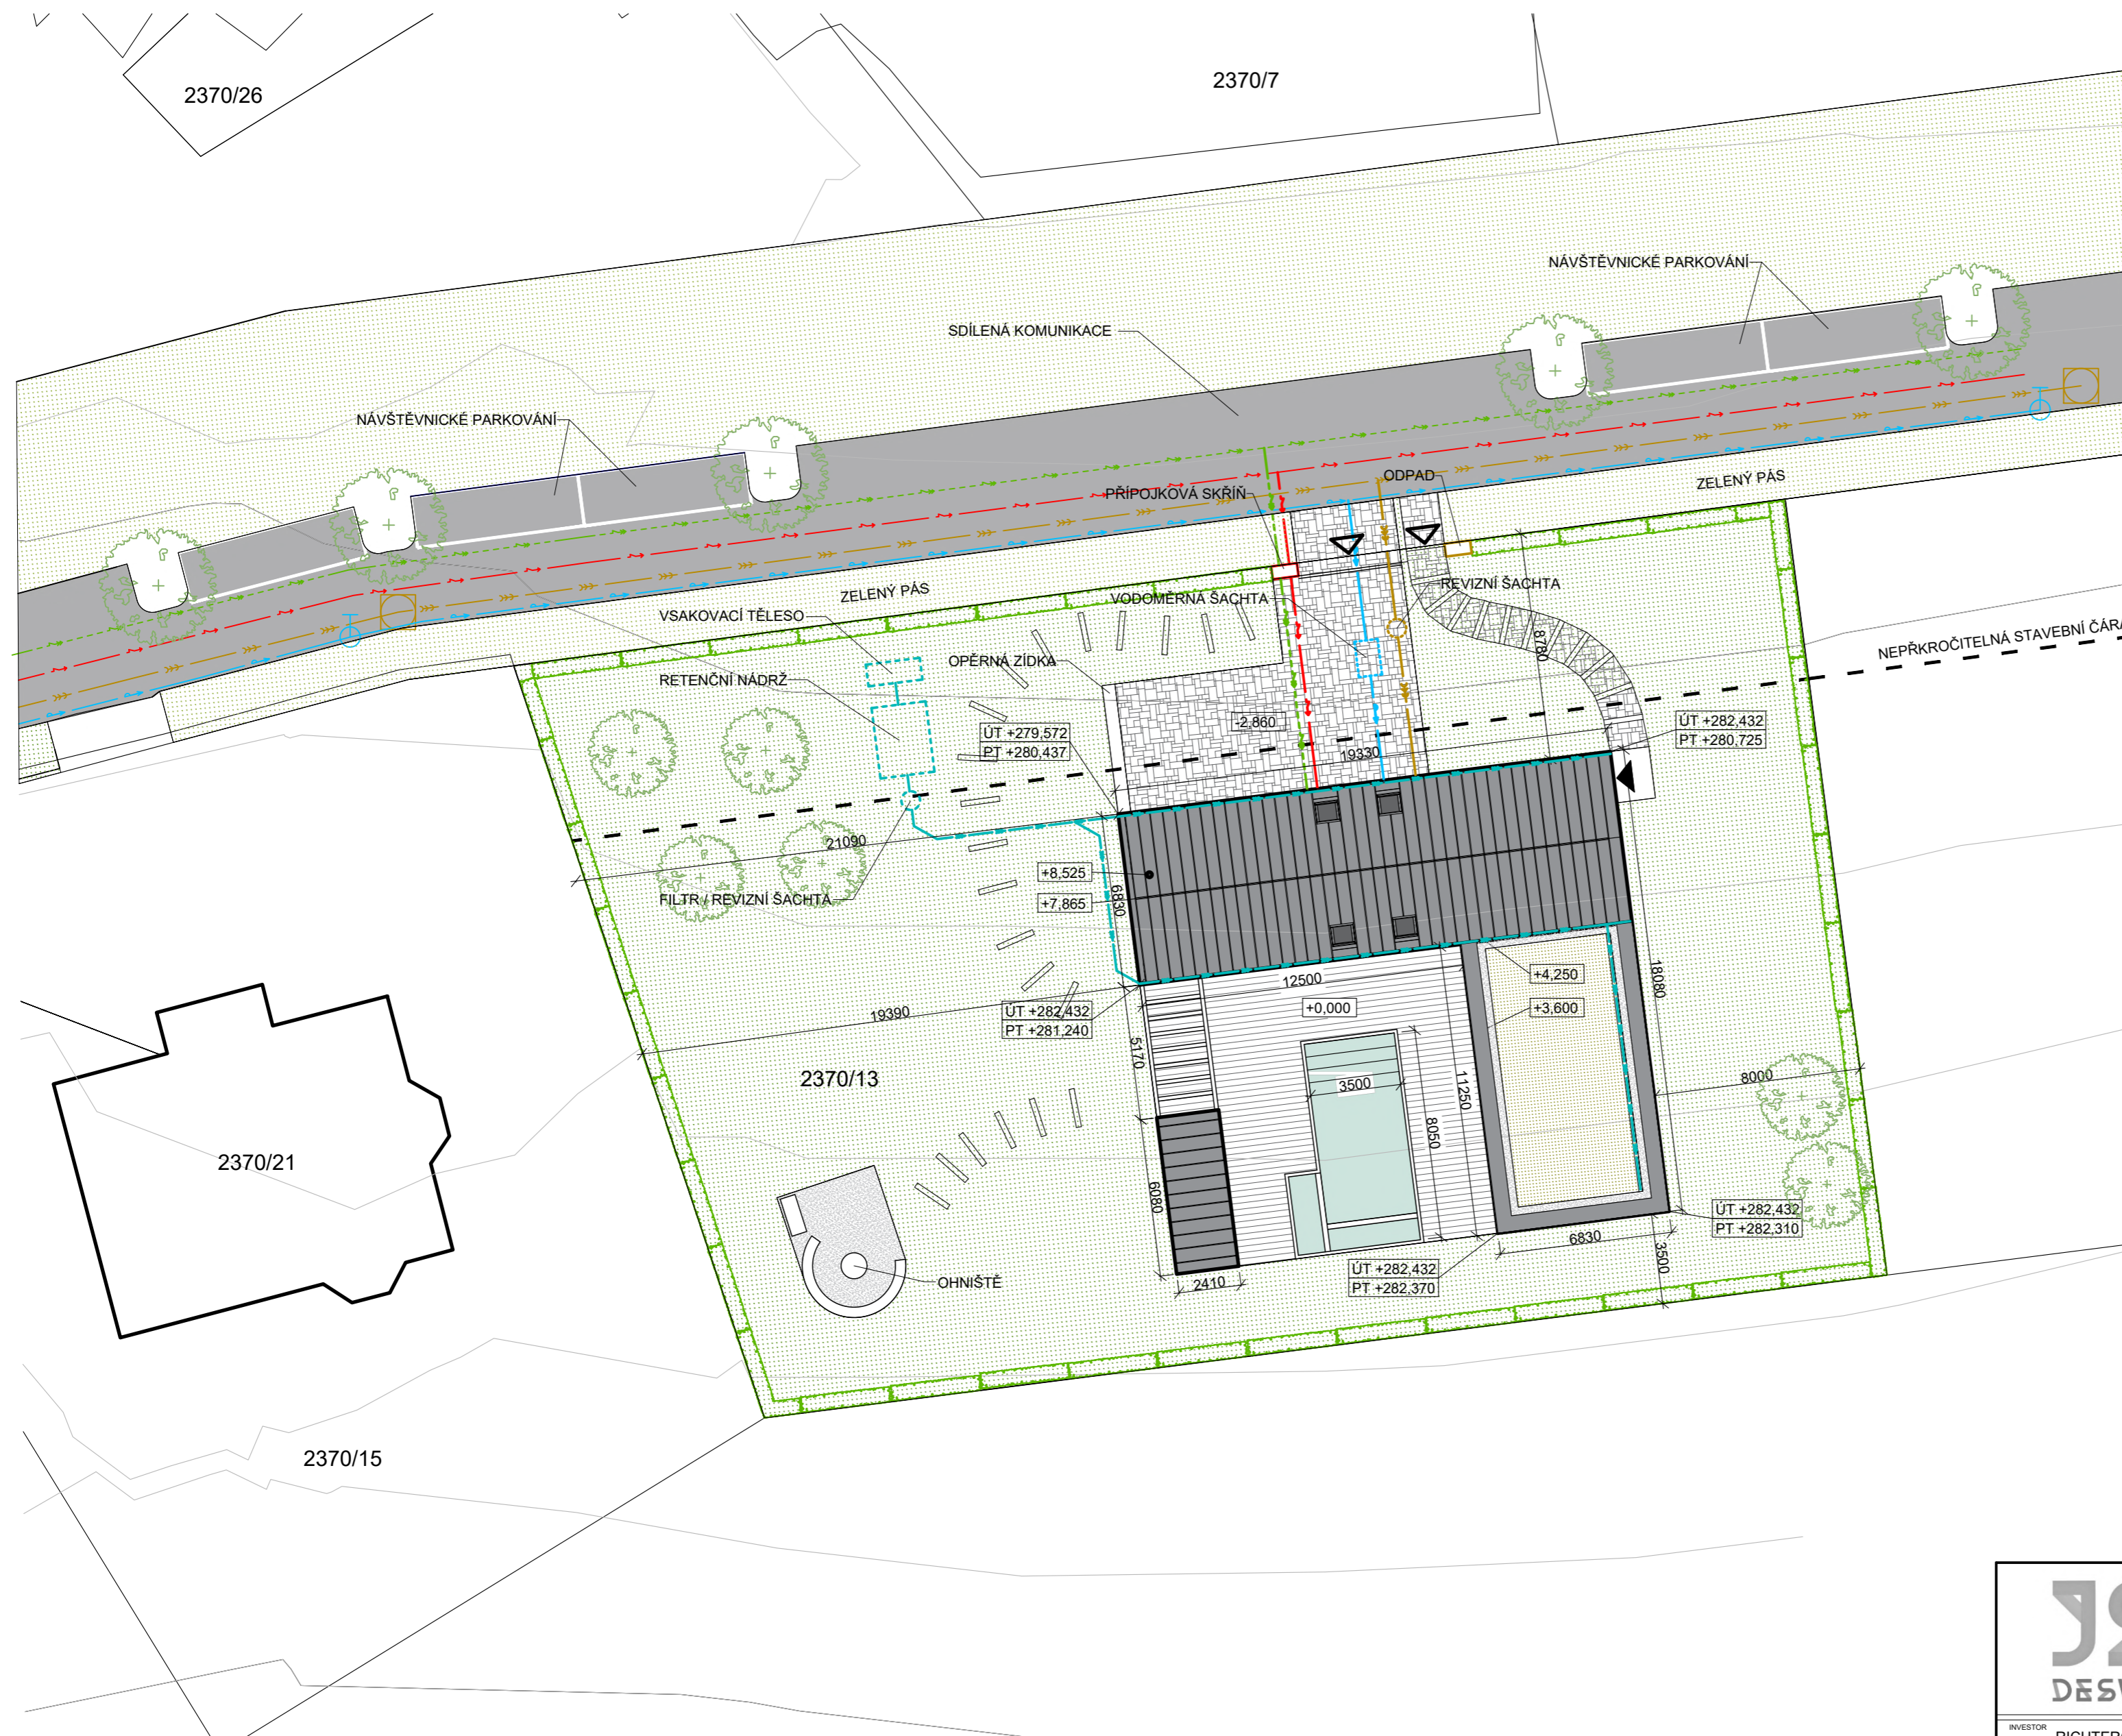 2370/26
2370/7
NÁVŠTĚVNICKÉ PARKOVÁNÍ
SDÍLENÁ KOMUNIKACE
NÁVŠTĚVNICKÉ PARKOVÁNÍ
ODPAD
ZELENÝ PÁS
PŘÍPOJKOVÁ SKŘÍŇ
REVIZNÍ ŠACHTA
ZELENÝ PÁS
VODOMĚRNÁ ŠACHTA
VSAKOVACÍ TĚLESO
NEPŘKROČITELNÁ STAVEBNÍ ČÁRA
8780
OPĚRNÁ ZÍDKA
RETENČNÍ NÁDRŽ
-2,860
ÚT +282,432
PT +280,725
ÚT +279,572
PT +280,437
19330
21090
+8,525
+7,865
6830
FILTR / REVIZNÍ ŠACHTA
+4,250
12500
18080
+0,000
+3,600
ÚT +282,432
PT +281,240
19390
5170
2370/13
3500
11250
8000
8050
2370/21
6080
ÚT +282,432
PT +282,310
6830
3500
ÚT +282,432
PT +282,370
2410
OHNIŠTĚ
2370/15
INVESTOR